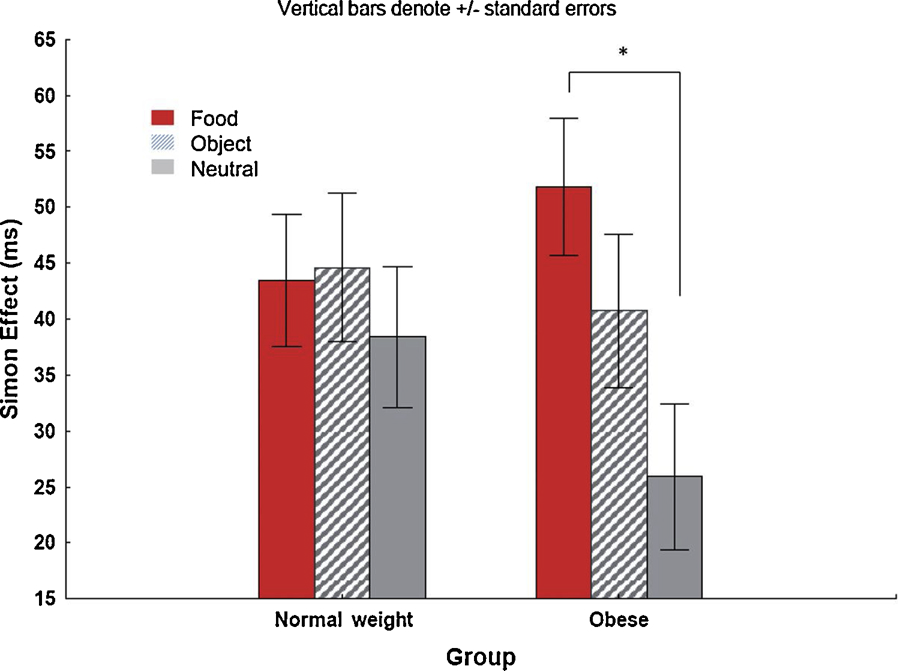 Vertical bars denote +/- standard errors
65
60
55
50
45
40
35
30
25
20
15
Simon Effect (ms)
Food
Object
Neutral
*
Normal weight
Obese
Group